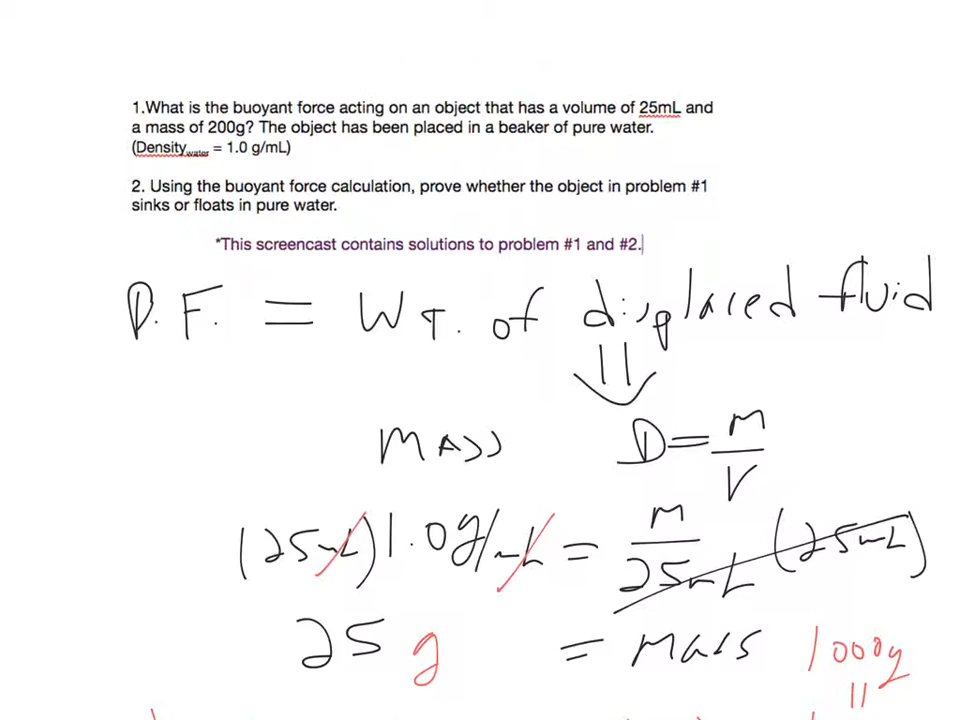 1.What is the buoyant force acting on an object that has a volume of 25mL and
a mass of 200g? The object has been placed in a beaker of pure water.
(Density water = 1.0 g/mL)
2. Using the buoyant force calculation, prove whether the object in problem #1
sinks or floats in pure water.
*This screencast contains solutions to problem #1 and #2.
B.F. = WT. of displaced fluid
MASS D = M/V
(25mL) 1.0g/mL = M/25mL (25mL)
25 g = MASS 1000g